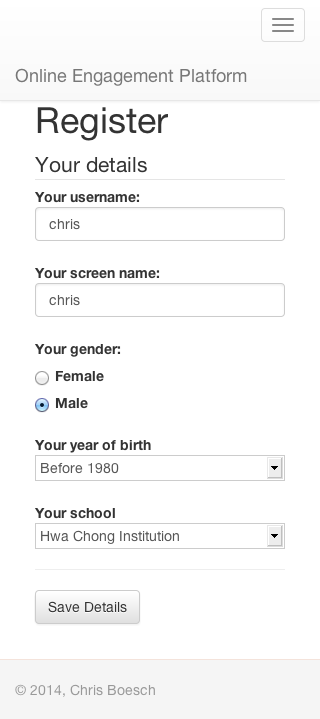 Online Engagement Platform
Register
Your details
Your username:
chris
Your screen name:
chris
Your gender:
Female
Male
Your year of birth
Before 1980
Your school
Hwa Chong Institution
Save Details
© 2014, Chris Boesch